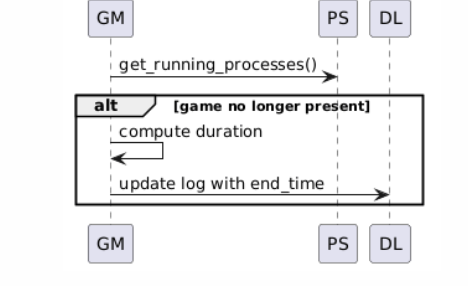 GM PS DL
get_running_processes()
alt [game no longer present]
compute duration
update log with end_time
GM PS DL